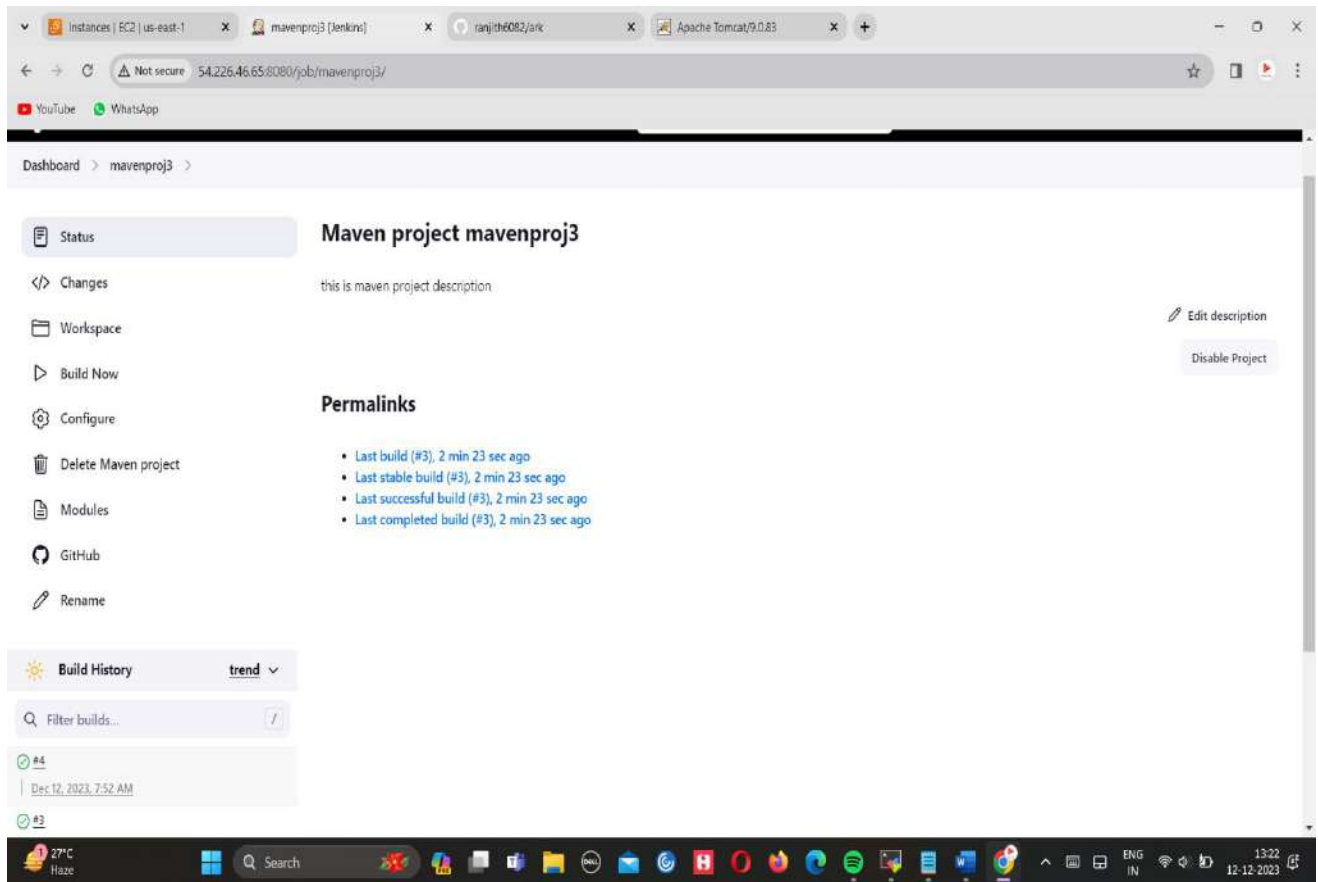 Instances | EC2 | us-east-1
mavenproj3 [Jenkins]
ranjith6082/ark
Apache Tomcat/9.0.83
Not secure 54.226.46.65:8080/job/mavenproj3/
YouTube WhatsApp
Dashboard > mavenproj3 >
Status
Changes
Workspace
Build Now
Configure
Delete Maven project
Modules
GitHub
Rename
Build History trend
Filter builds... /
#4
Dec 12, 2023, 7:52 AM
#3
Maven project mavenproj3
this is maven project description
Edit description
Disable Project
Permalinks
• Last build (#3), 2 min 23 sec ago
• Last stable build (#3), 2 min 23 sec ago
• Last successful build (#3), 2 min 23 sec ago
• Last completed build (#3), 2 min 23 sec ago
1
27°C
Haze
Search
DELL
ENG
IN
13:22
12-12-2023